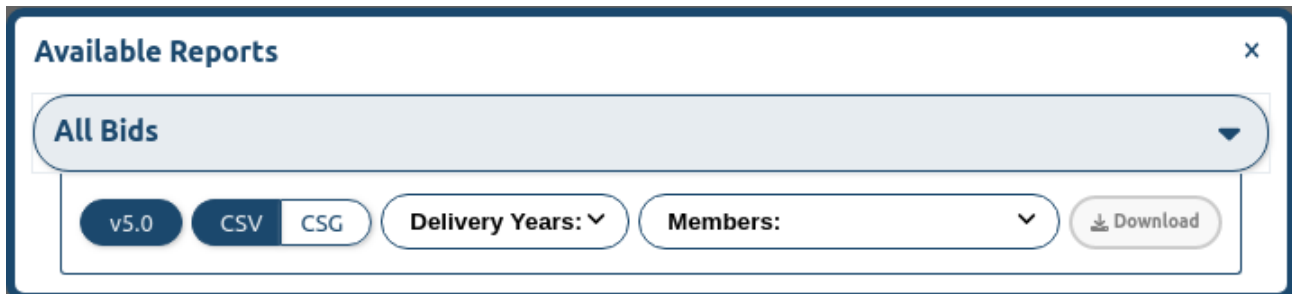 Available Reports
All Bids
v5.0 CSV CSG Delivery Years: Members: Download